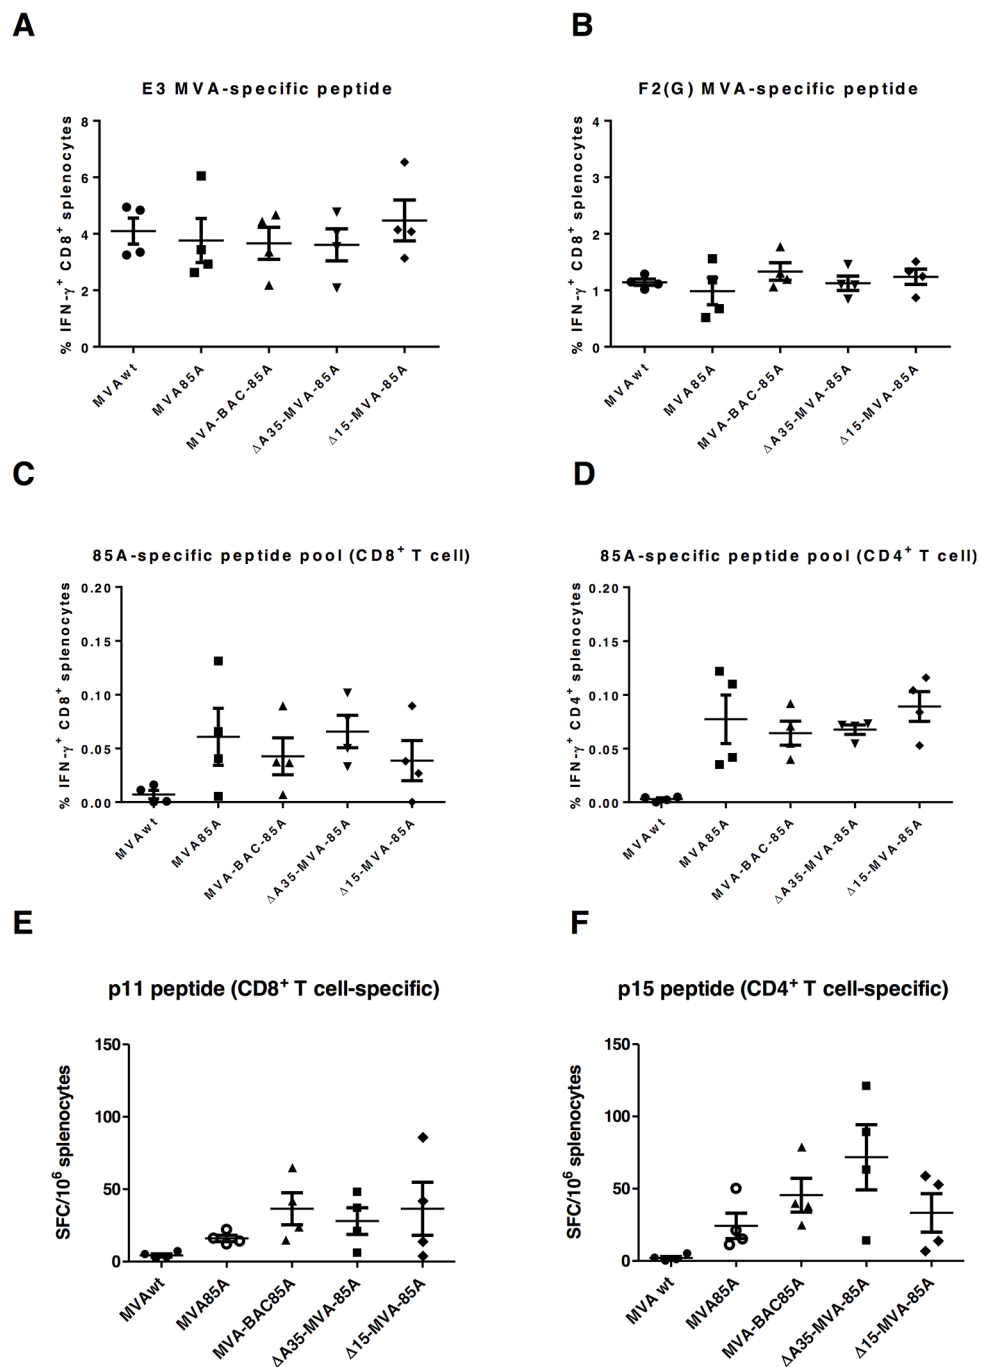 A
E3 MVA-specific peptide
% IFN-γ+ CD8+ splenocytes
8
6
4
2
0
MVAwt
MVA85A
MVA-BAC-85A
ΔA35-MVA-85A
Δ15-MVA-85A
B
F2(G) MVA-specific peptide
% IFN-γ+ CD8+ splenocytes
4
3
2
1
0
MVAwt
MVA85A
MVA-BAC-85A
ΔA35-MVA-85A
Δ15-MVA-85A
C
85A-specific peptide pool (CD8+ T cell)
% IFN-γ+ CD8+ splenocytes
0.20
0.15
0.10
0.05
0.00
MVAwt
MVA85A
MVA-BAC-85A
ΔA35-MVA-85A
Δ15-MVA-85A
D
85A-specific peptide pool (CD4+ T cell)
% IFN-γ+ CD4+ splenocytes
0.20
0.15
0.10
0.05
0.00
MVAwt
MVA85A
MVA-BAC-85A
ΔA35-MVA-85A
Δ15-MVA-85A
E
p11 peptide (CD8+ T cell-specific)
SFC/10⁶ splenocytes
150
100
50
0
MVAwt
MVA85A
MVA-BAC85A
ΔA35-MVA-85A
Δ15-MVA-85A
F
p15 peptide (CD4+ T cell-specific)
SFC/10⁶ splenocytes
150
100
50
0
MVA wt
MVA85A
MVA-BAC85A
ΔA35-MVA-85A
Δ15-MVA-85A